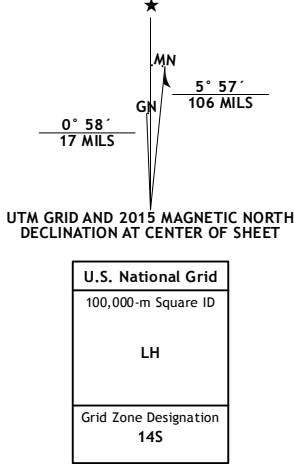 ★
MN
5° 57´
106 MILS
GN
0° 58´
17 MILS
UTM GRID AND 2015 MAGNETIC NORTH
DECLINATION AT CENTER OF SHEET
U.S. National Grid
100,000-m Square ID
LH
Grid Zone Designation
14S